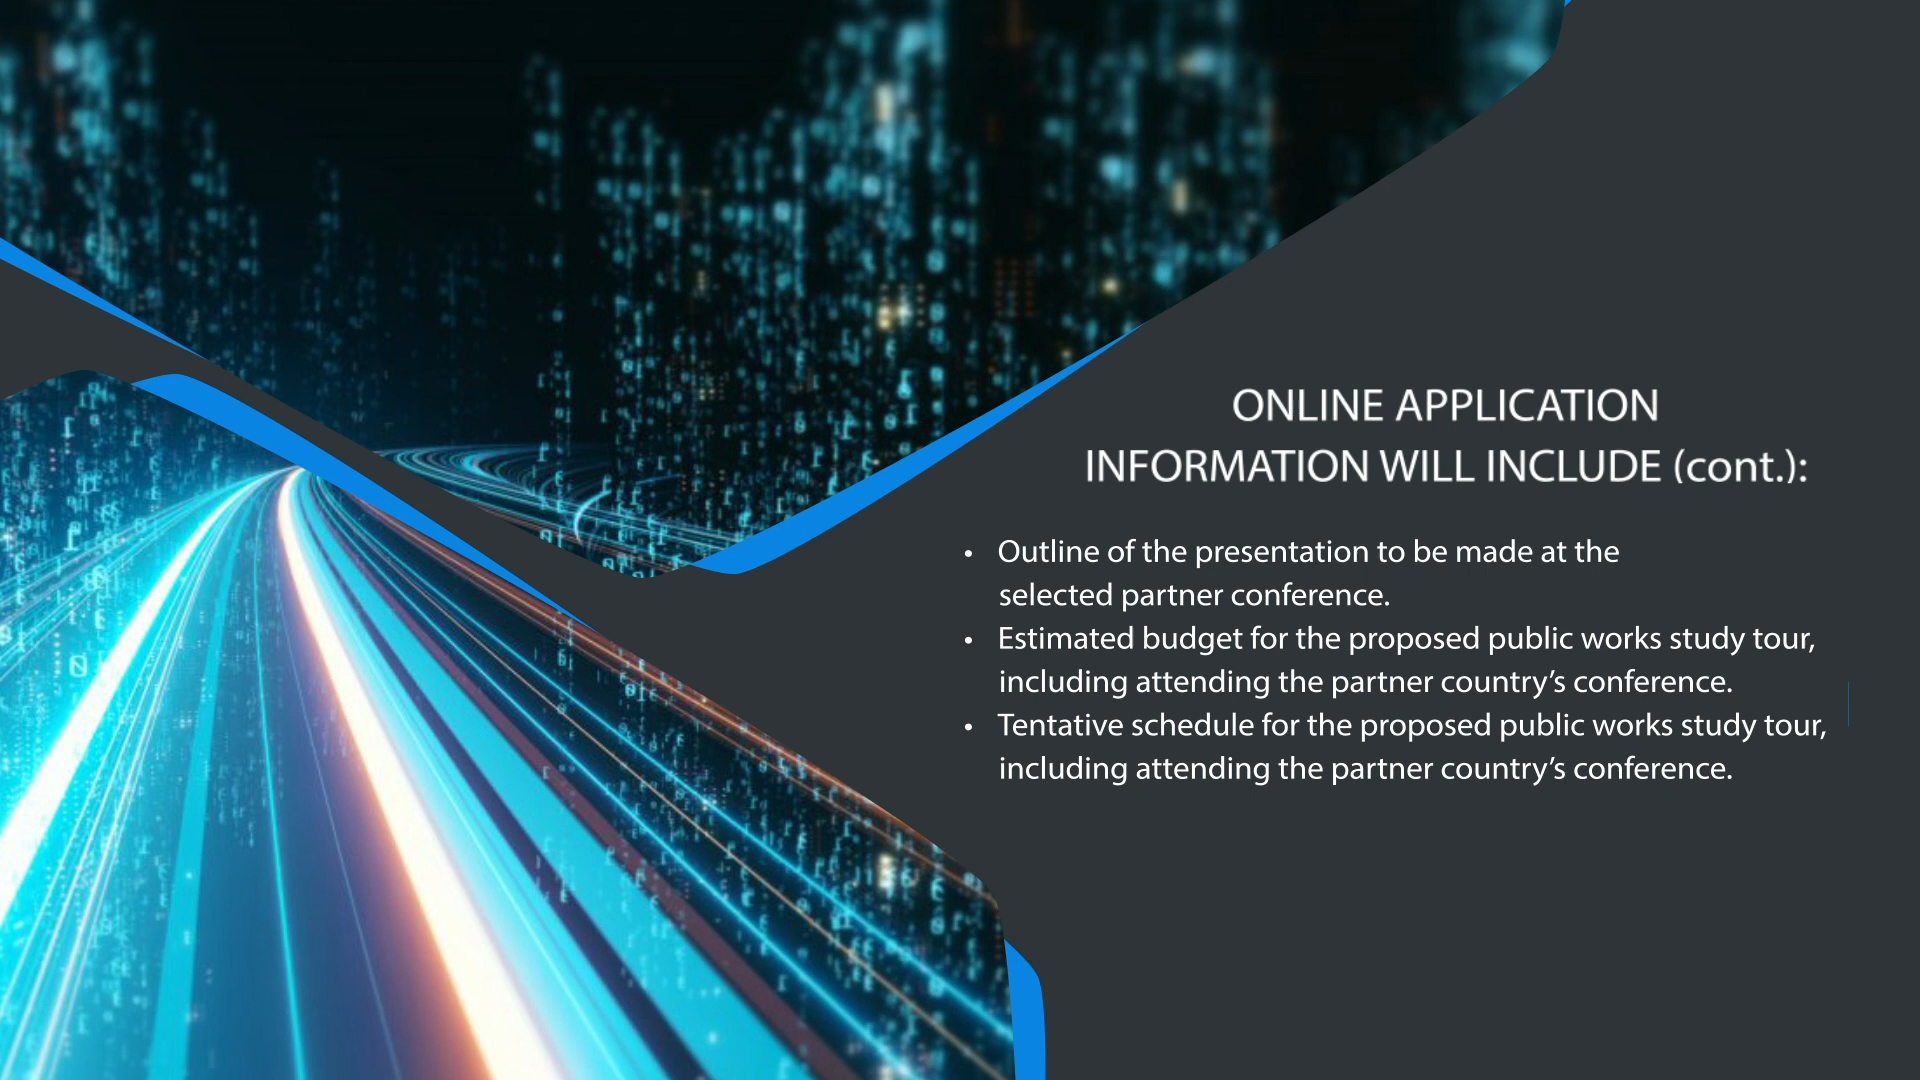 ONLINE APPLICATION
INFORMATION WILL INCLUDE (cont.):
• Outline of the presentation to be made at the
selected partner conference.
• Estimated budget for the proposed public works study tour,
including attending the partner country’s conference.
• Tentative schedule for the proposed public works study tour,
including attending the partner country’s conference.